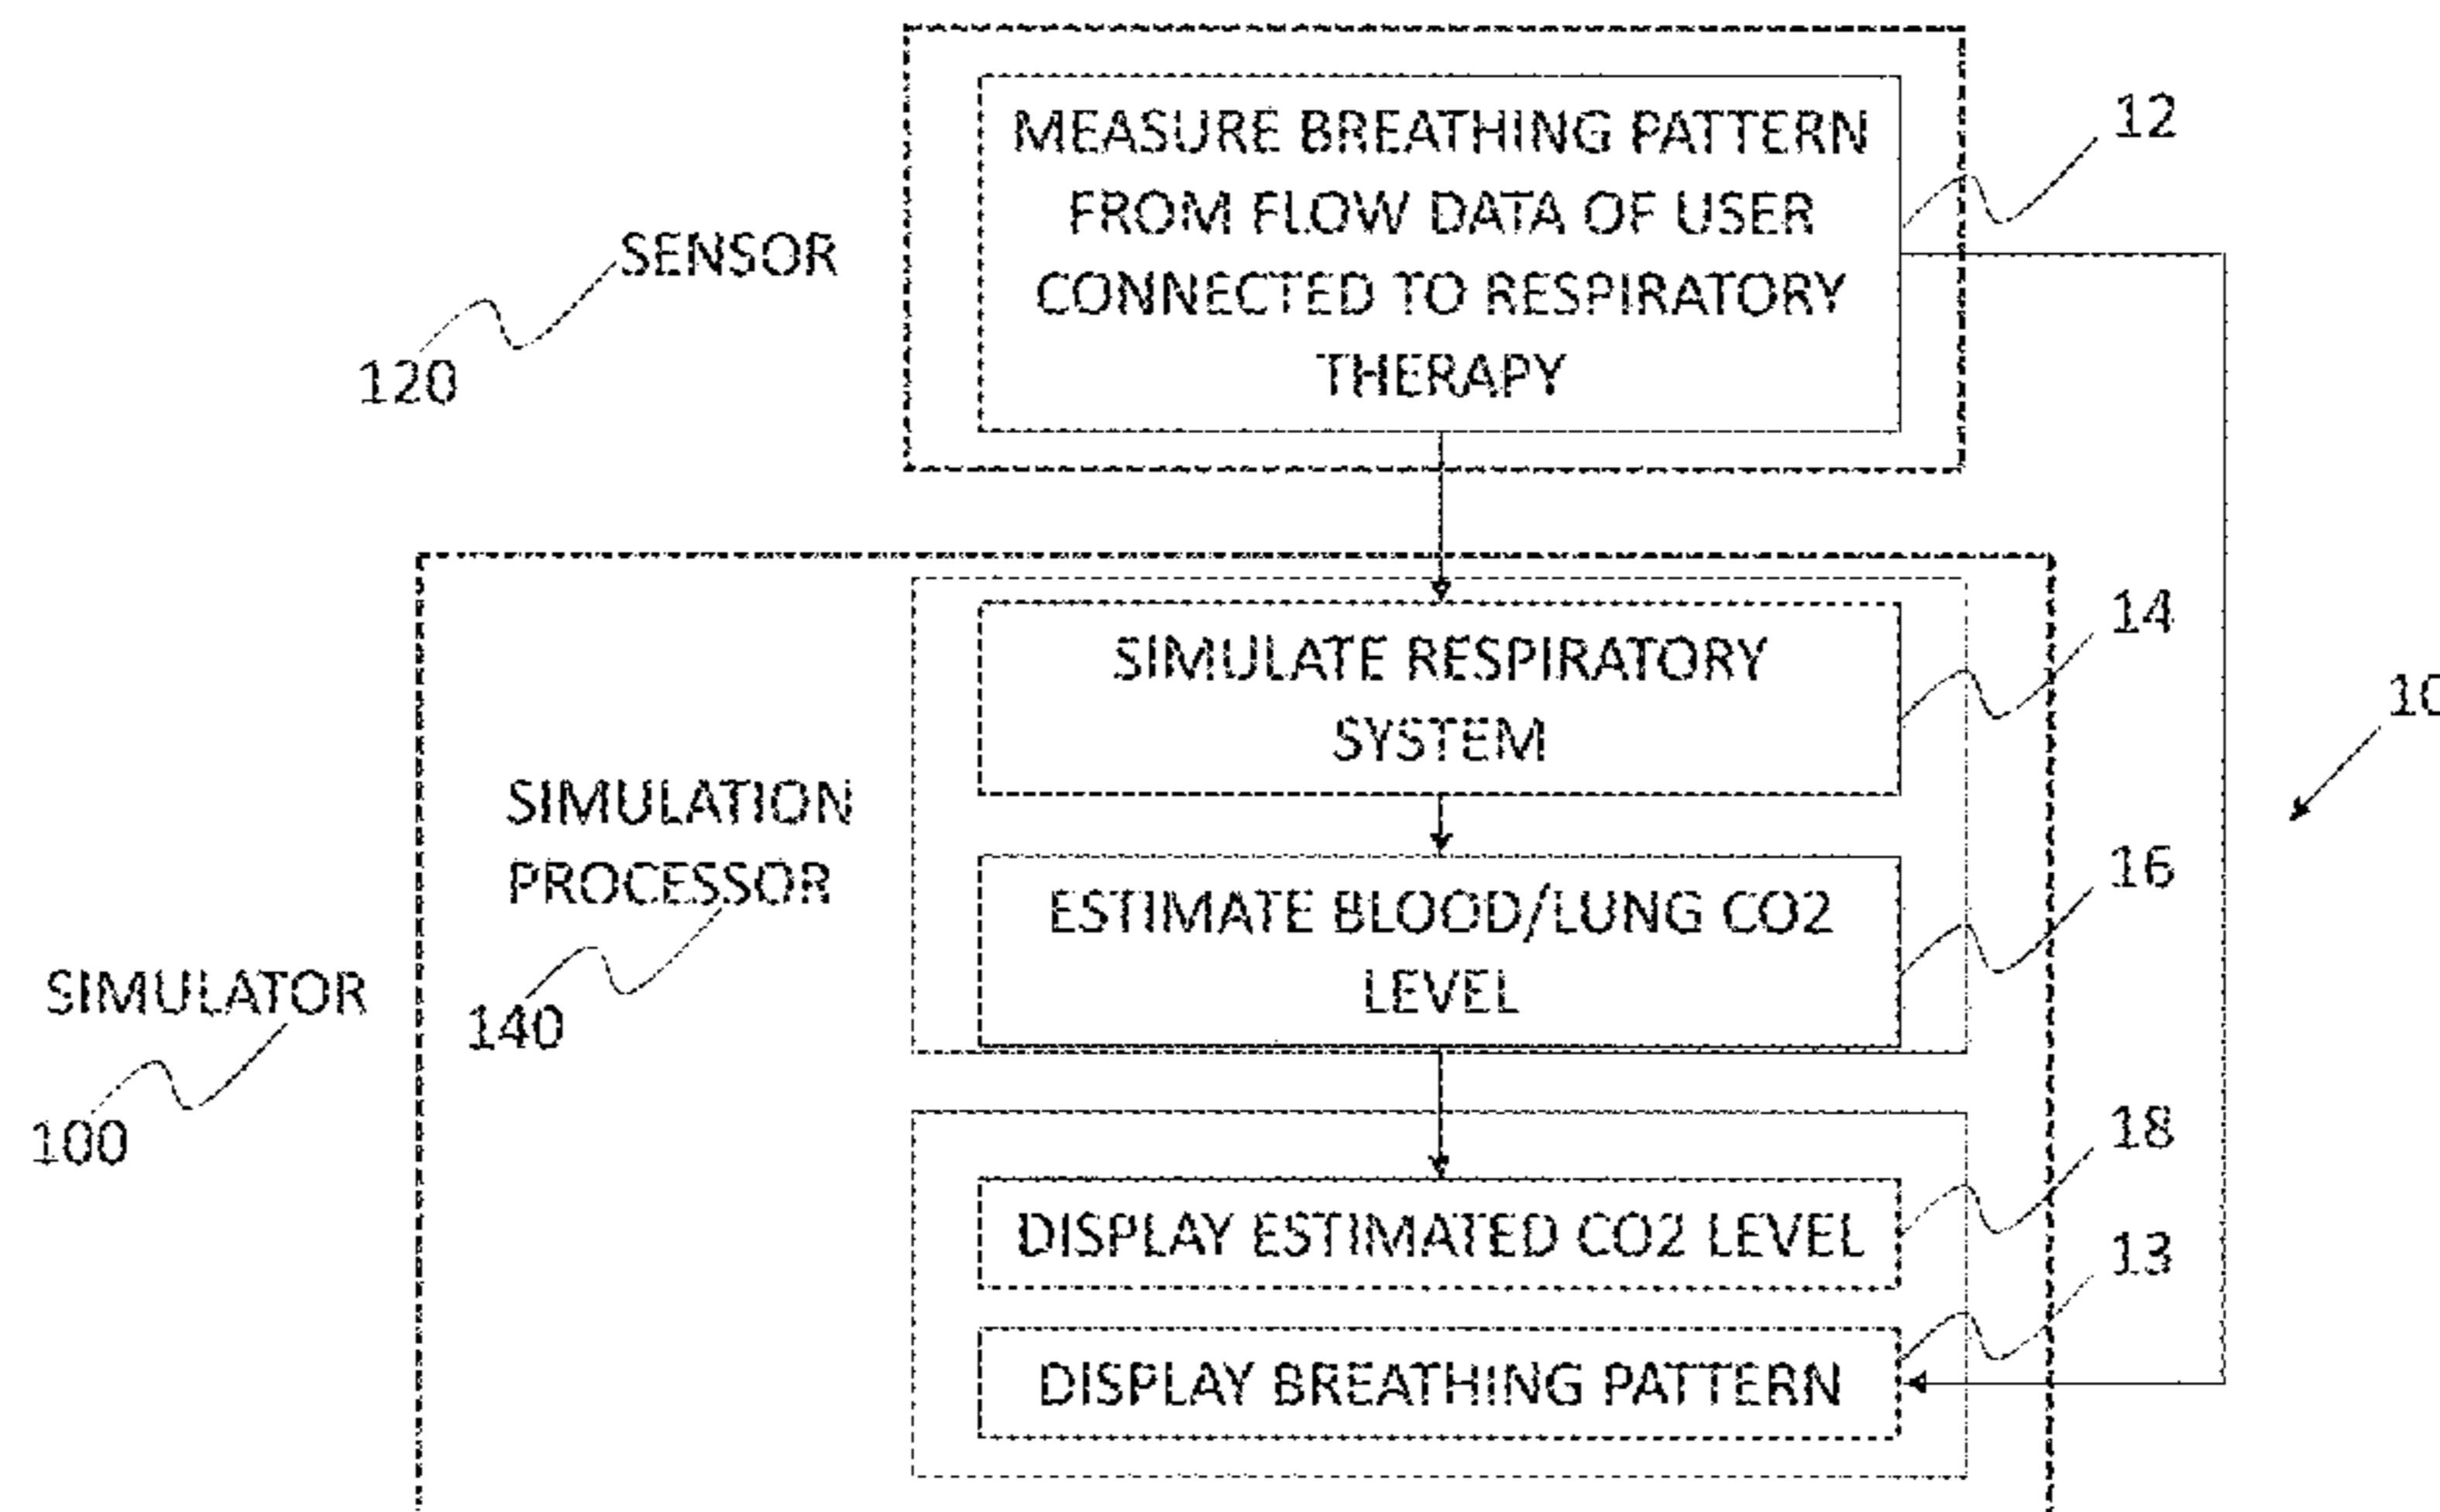 MEASURE BREATHING PATTERN
FROM FLOW DATA OF USER
CONNECTED TO RESPIRATORY
THERAPY
12
SENSOR
120
SIMULATE RESPIRATORY
SYSTEM
14
10
SIMULATION
PROCESSOR
140
ESTIMATE BLOOD/LUNG CO2
LEVEL
16
SIMULATOR
100
DISPLAY ESTIMATED CO2 LEVEL
18
DISPLAY BREATHING PATTERN
13